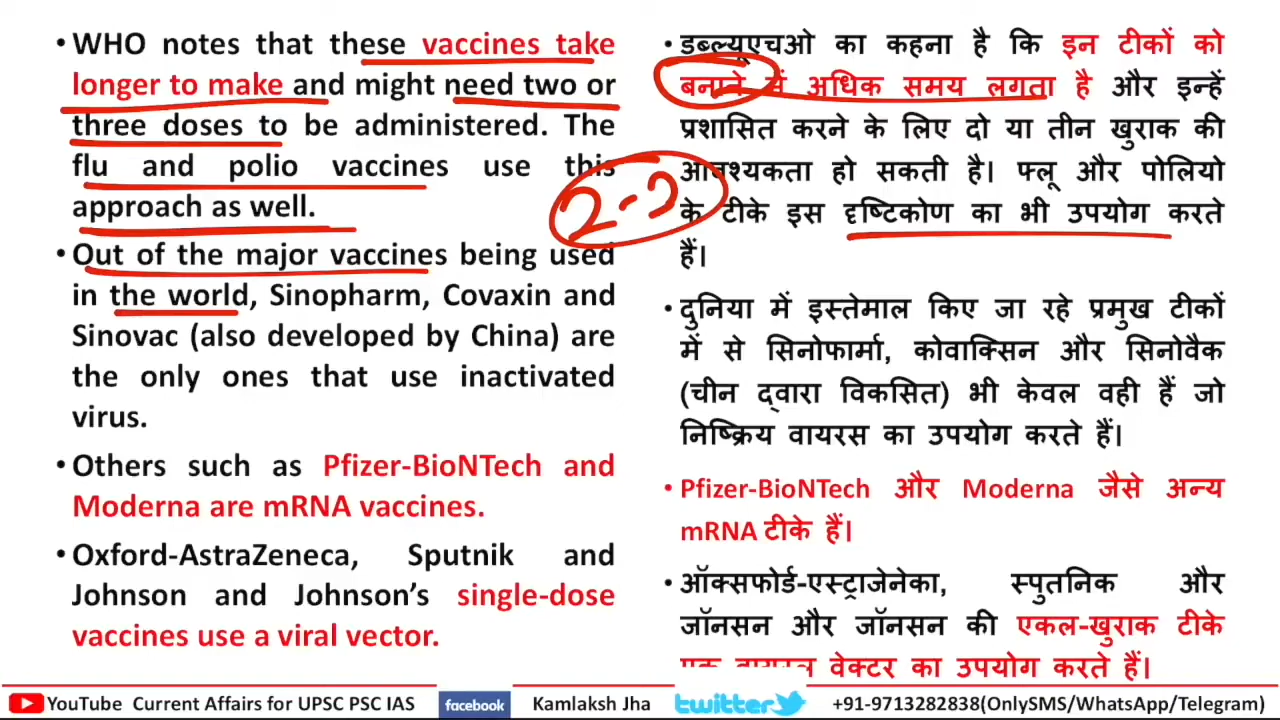 • WHO notes that these vaccines take
longer to make and might need two or
three doses to be administered. The
flu and polio vaccines use this
approach as well.
• Out of the major vaccines being used
in the world, Sinopharm, Covaxin and
Sinovac (also developed by China) are
the only ones that use inactivated
virus.
• Others such as Pfizer-BioNTech and
Moderna are mRNA vaccines.
• Oxford-AstraZeneca, Sputnik and
Johnson and Johnson's single-dose
vaccines use a viral vector.
• डब्ल्यूएचओ का कहना है कि इन टीकों को
बनाने में अधिक समय लगता है और इन्हें
प्रशासित करने के लिए दो या तीन खुराक की
आवश्यकता हो सकती है। फ्लू और पोलियो
के टीके इस दृष्टिकोण का भी उपयोग करते
हैं।
• दुनिया में इस्तेमाल किए जा रहे प्रमुख टीकों
में से सिनोफार्मा, कोवाक्सिन और सिनोवैक
(चीन द्वारा विकसित) भी केवल वही हैं जो
निष्क्रिय वायरस का उपयोग करते हैं।
• Pfizer-BioNTech और Moderna जैसे अन्य
mRNA टीके हैं।
• ऑक्सफोर्ड-एस्ट्राजेनेका, स्पुतनिक और
जॉनसन और जॉनसन की एकल-खुराक टीके
एक वायरल वेक्टर का उपयोग करते हैं।
2-3
YouTube Current Affairs for UPSC PSC IAS facebook Kamlaksh Jha twitter +91-9713282838(OnlySMS/WhatsApp/Telegram)